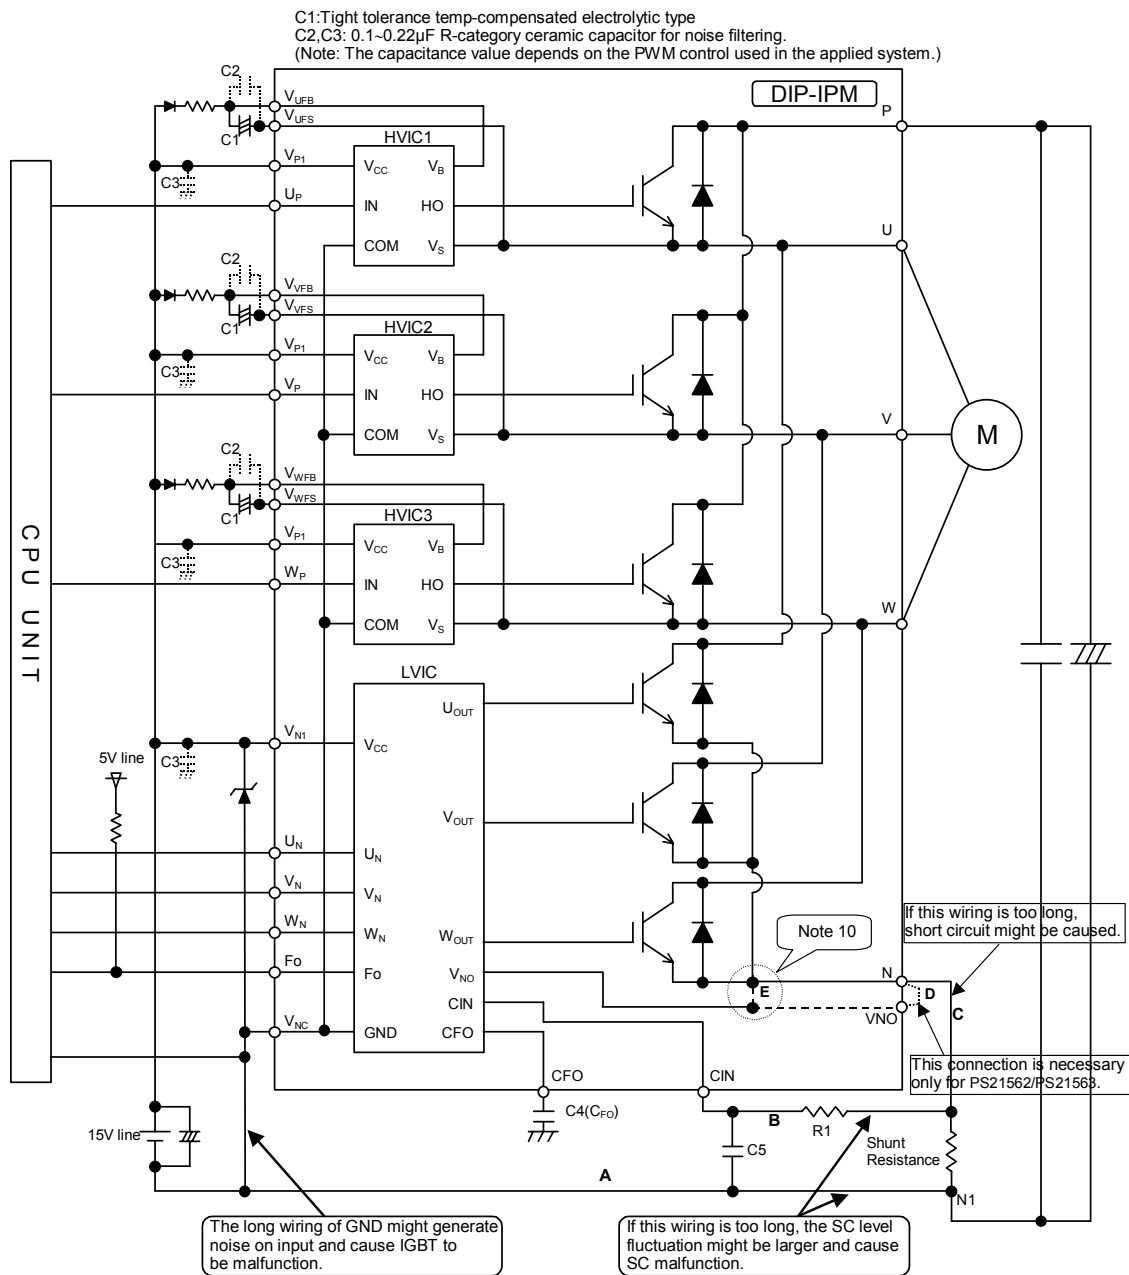 C1:Tight tolerance temp-compensated electrolytic type
C2,C3: 0.1~0.22μF R-category ceramic capacitor for noise filtering.
(Note: The capacitance value depends on the PWM control used in the applied system.)
DIP-IPM
P
C2
VUFB
VUFS
C1
HVIC1
VP1
C3
VCC
VB
UP
IN
HO
COM
VS
U
C2
VVFB
VVFS
C1
HVIC2
VP1
C3
VCC
VB
VP
IN
HO
COM
VS
V
M
C2
VWFB
VWFS
C1
HVIC3
VP1
C3
VCC
VB
WP
IN
HO
COM
VS
W
CPU UNIT
LVIC
UOUT
VN1
VCC
C3
5V line
VOUT
UN
UN
VN
VN
WN
WN
WOUT
Fo
Fo
VNO
CIN
VNC
GND
CFO
Note 10
E
If this wiring is too long,
short circuit might be caused.
N
D
C
VNO
This connection is necessary
only for PS21562/PS21563.
CFO
CIN
C4(CFO)
B
R1
15V line
C5
Shunt
Resistance
A
N1
The long wiring of GND might generate
noise on input and cause IGBT to
be malfunction.
If this wiring is too long, the SC level
fluctuation might be larger and cause
SC malfunction.